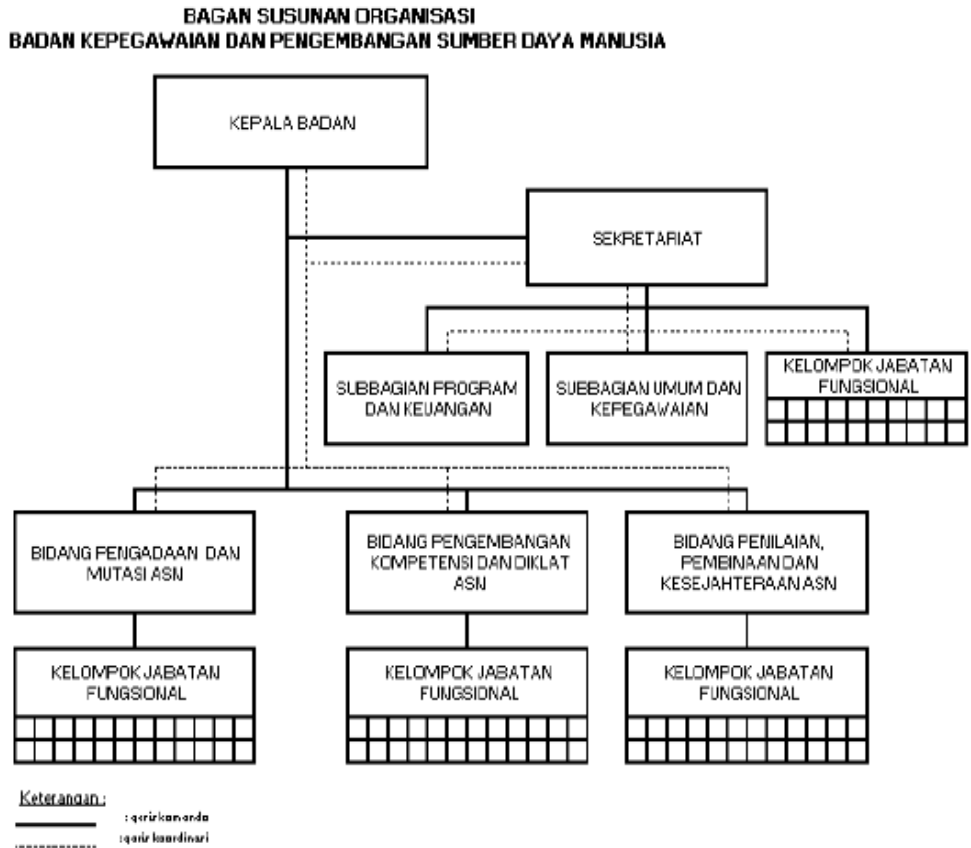 BAGAN SUSUNAN ORGANISASI
BADAN KEPEGAWAIAN DAN PENGEMBANGAN SUMBER DAYA MANUSIA
KEPALA BADAN
SEKRETARIAT
SUBBAGIAN PROGRAM
DAN KEUANGAN
SUBBAGIAN UMUM DAN
KEPEGAWAIAN
KELOMPOK JABATAN
FUNGSIONAL
BIDANG PENGADAAN DAN
MUTASI ASN
BIDANG PENGEMBANGAN
KOMPETENSI DAN DIKLAT
ASN
BIDANG PENILAIAN,
PEMBINAAN DAN
KESEJAHTERAAN ASN
KELOMPOK JABATAN
FUNGSIONAL
KELOMPOK JABATAN
FUNGSIONAL
KELOMPOK JABATAN
FUNGSIONAL
Keterangan :
: garis komando
: garis koordinasi